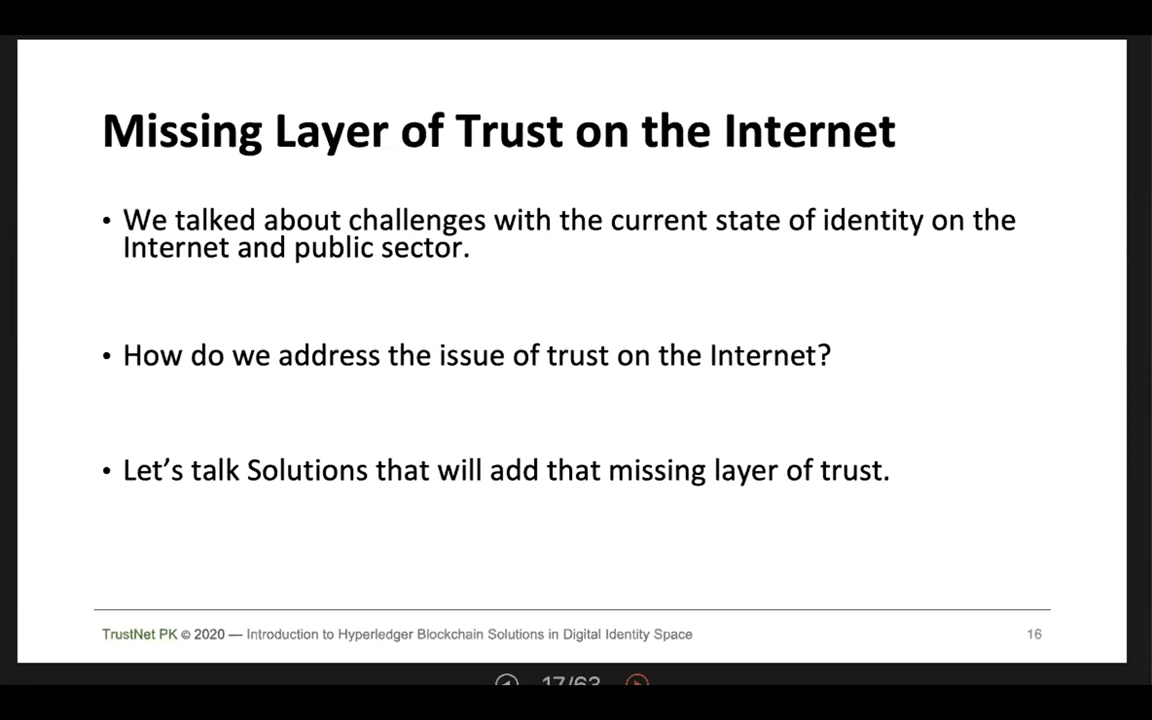 Missing Layer of Trust on the Internet
• We talked about challenges with the current state of identity on the
Internet and public sector.
• How do we address the issue of trust on the Internet?
• Let’s talk Solutions that will add that missing layer of trust.
TrustNet PK © 2020 — Introduction to Hyperledger Blockchain Solutions in Digital Identity Space 16
17/63